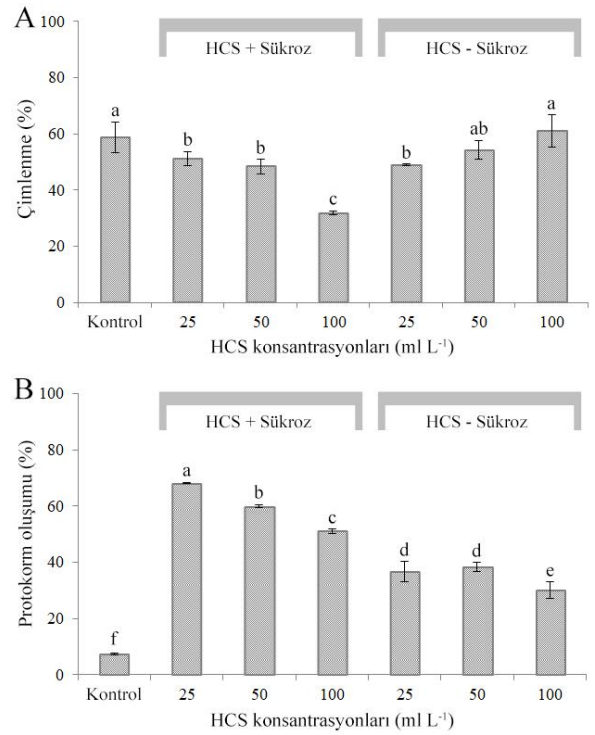 A
HCS + Sükroz HCS - Sükroz
Çimlenme (%)
100
80
60
40
20
0
a b b c b ab a
Kontrol 25 50 100 25 50 100
HCS konsantrasyonları (ml L⁻¹)
B
HCS + Sükroz HCS - Sükroz
Protokorm oluşumu (%)
100
80
60
40
20
0
f a b c d d e
Kontrol 25 50 100 25 50 100
HCS konsantrasyonları (ml L⁻¹)